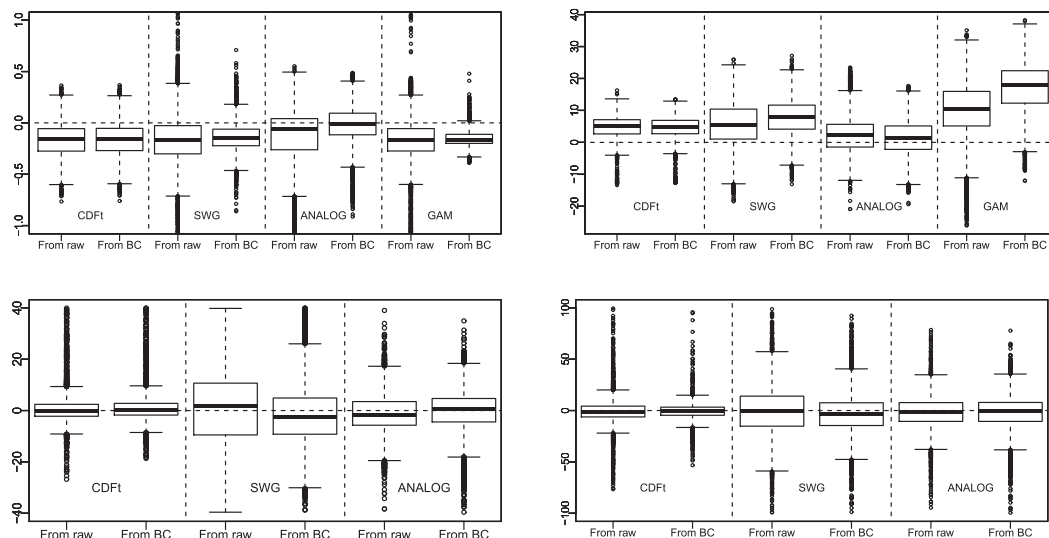 1.0
0.5
0.0
−0.5
−1.0
CDFt
SWG
ANALOG
GAM
From raw From BC From raw From BC From raw From BC From raw From BC
40
30
20
10
0
−10
−20
CDFt
SWG
ANALOG
GAM
From raw From BC From raw From BC From raw From BC From raw From BC
40
20
0
−20
−40
CDFt
SWG
ANALOG
From raw From BC From raw From BC From raw From BC
100
50
0
−50
−100
CDFt
SWG
ANALOG
From raw From BC From raw From BC From raw From BC